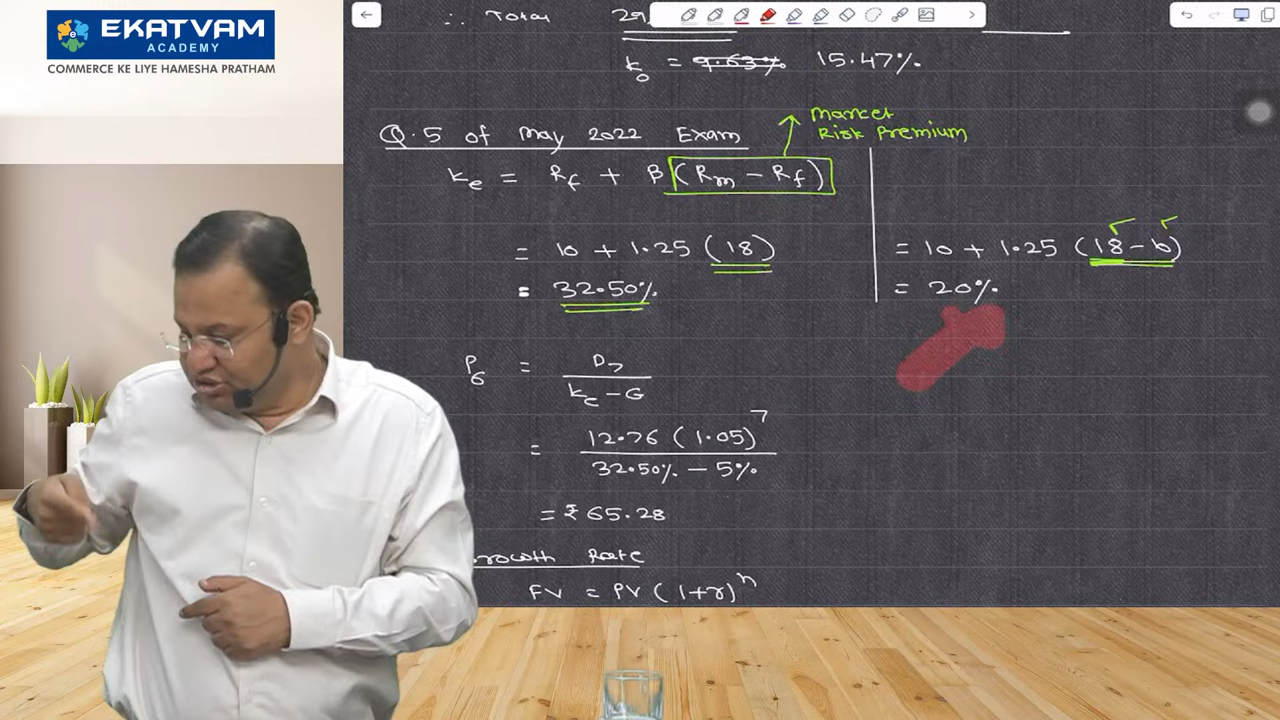 EKATVAM
ACADEMY
COMMERCE KE LIYE HAMESHA PRATHAM
∴ Total 29,
k₀ = 9.63% 15.47%
Q.5 of May 2022 Exam
Market
Risk Premium
Ke = Rf + B (Rm - Rf)
= 10 + 1.25 (18)
= 32.50%
= 10 + 1.25 (18-10)
= 20%
P6 = D7 / Ke - G
= 12.76 (1.05)^7 / 32.50% - 5%
= ₹ 65.28
rowth Rate
FV = PV (1+r)^n